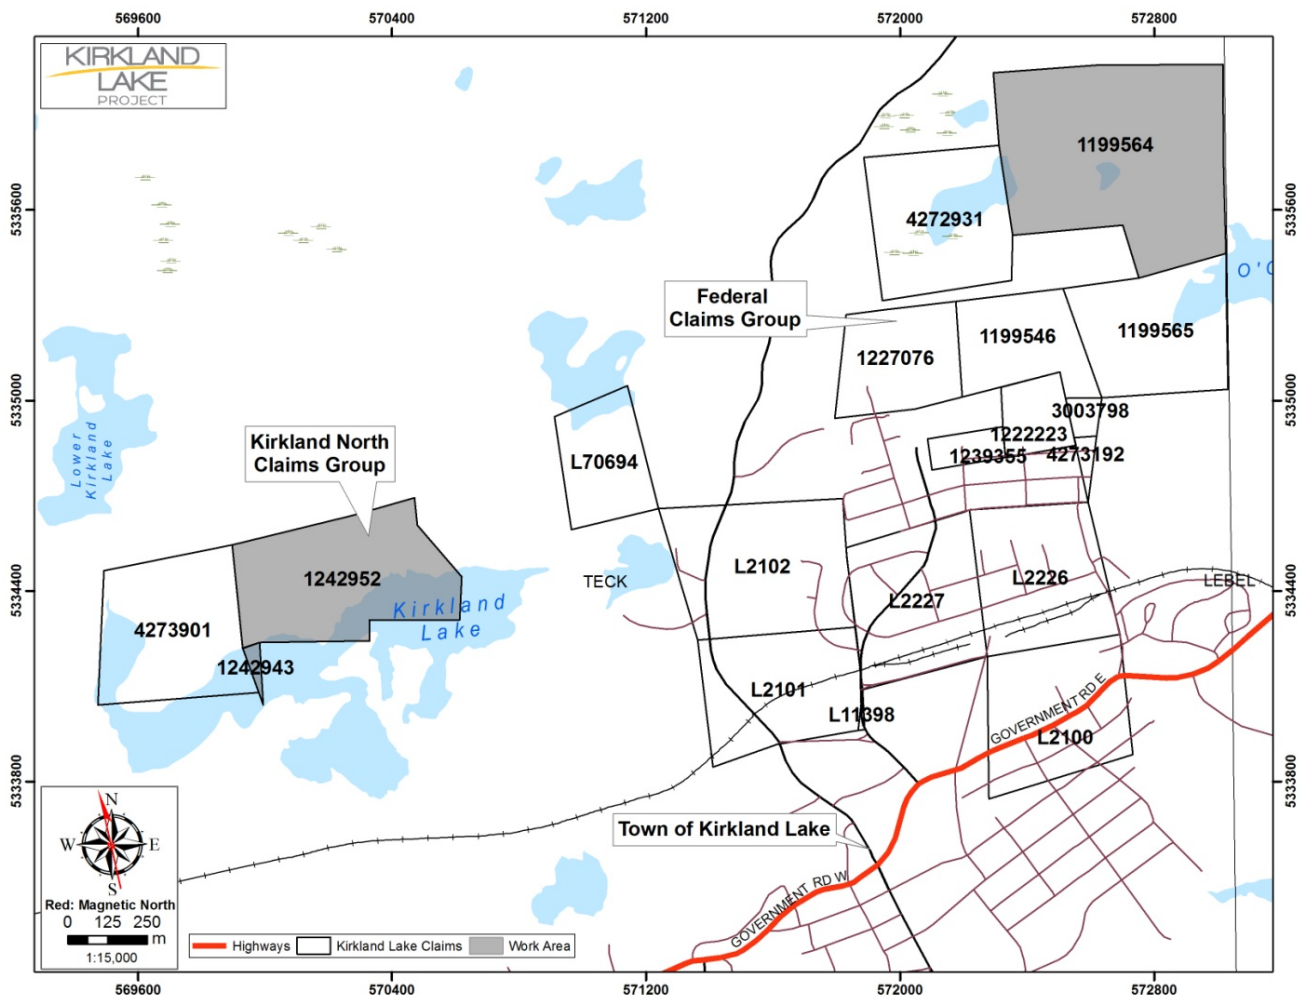 569600 570400 571200 572000 572800
KIRKLAND
LAKE
PROJECT
1199564
5335600 4272931 5335600
O'
Federal
Claims Group
1199546 1199565
1227076
5335000 5335000
3003798
Kirkland North
Claims Group
1222223
1239355 4273192
Lower
Kirkland
Lake
L70694
L2102
1242952 TECK L2226 LEBEL
5334400 5334400
Kirkland
Lake
L2227
4273901
1242943
L2101
GOVERNMENT RD E
L11398
L2100
5333800 5333800
N
Town of Kirkland Lake
W E
S
GOVERNMENT RD W
Red: Magnetic North
0 125 250
m
1:15,000
Highways Kirkland Lake Claims Work Area
569600 570400 571200 572000 572800